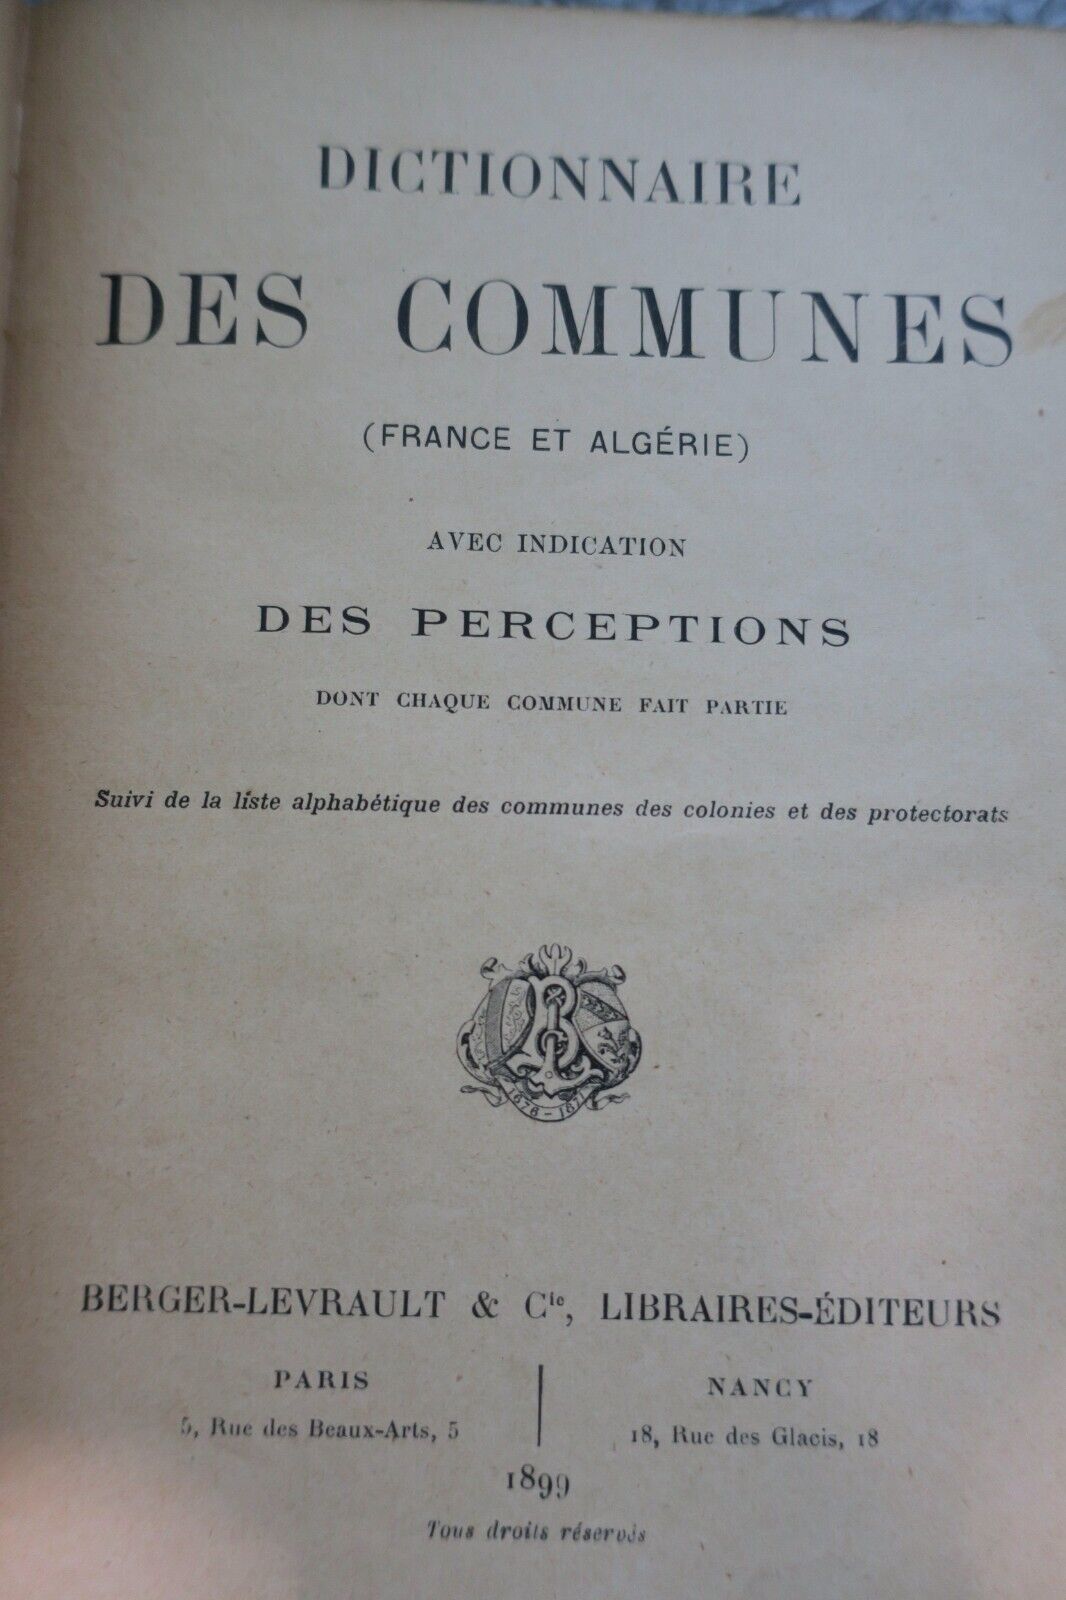 DICTIONNAIRE
DES COMMUNES
(FRANCE ET ALGÉRIE)
AVEC INDICATION
DES PERCEPTIONS
DONT CHAQUE COMMUNE FAIT PARTIE
Suivi de la liste alphabétique des communes des colonies et des protectorats
1676-1871
BERGER-LEVRAULT & Cie, LIBRAIRES-ÉDITEURS
PARIS
5, Rue des Beaux-Arts, 5
NANCY
18, Rue des Glacis, 18
1899
Tous droits réservés